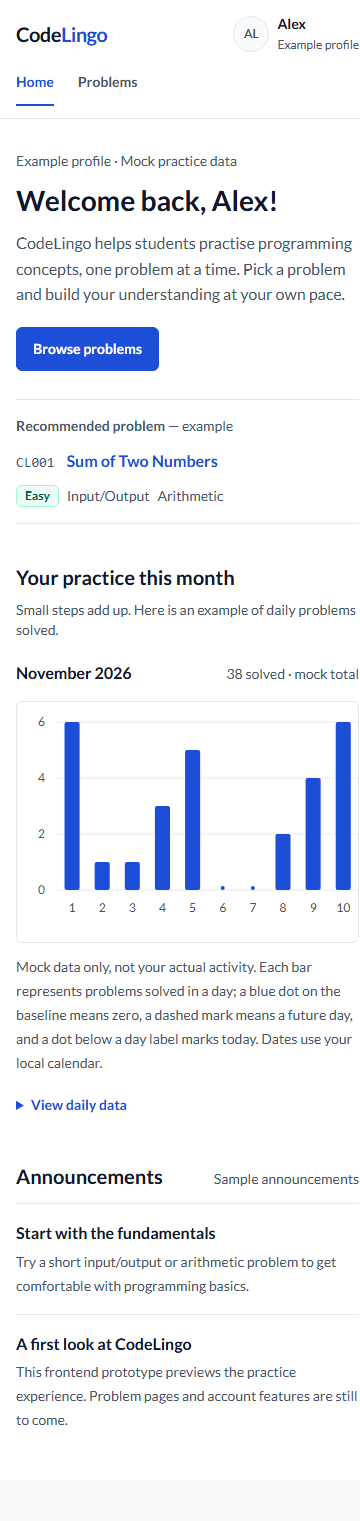 CodeLingo
AL
Alex
Example profile
Home Problems
Example profile · Mock practice data
Welcome back, Alex!
CodeLingo helps students practise programming
concepts, one problem at a time. Pick a problem
and build your understanding at your own pace.
Browse problems
Recommended problem — example
CL001 Sum of Two Numbers
Easy Input/Output Arithmetic
Your practice this month
Small steps add up. Here is an example of daily problems
solved.
November 2026 38 solved · mock total
6
4
2
0
1 2 3 4 5 6 7 8 9 10
Mock data only, not your actual activity. Each bar
represents problems solved in a day; a blue dot on the
baseline means zero, a dashed mark means a future day,
and a dot below a day label marks today. Dates use your
local calendar.
View daily data
Announcements Sample announcements
Start with the fundamentals
Try a short input/output or arithmetic problem to get
comfortable with programming basics.
A first look at CodeLingo
This frontend prototype previews the practice
experience. Problem pages and account features are still
to come.